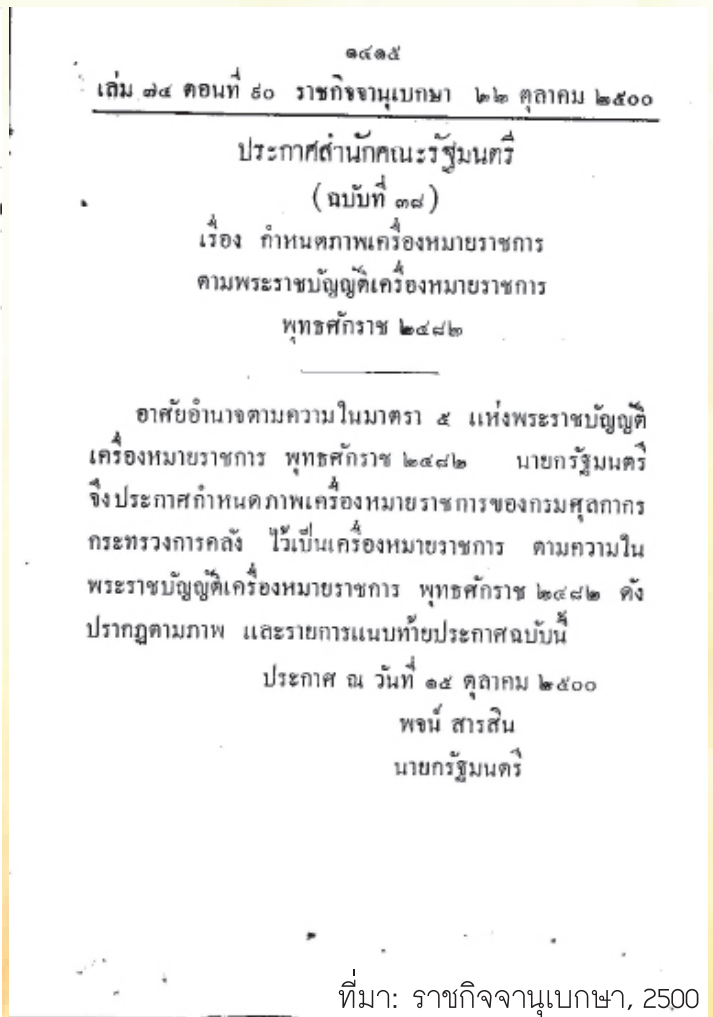 ๑๔๑๕
เล่ม ๗๔ ตอนที่ ๙๐ ราชกิจจานุเบกษา ๒๒ ตุลาคม ๒๕๐๐
ประกาศสำนักคณะรัฐมนตรี
(ฉบับที่ ๓๘)
เรื่อง กำหนดภาพเครื่องหมายราชการ
ตามพระราชบัญญัติเครื่องหมายราชการ
พุทธศักราช ๒๔๘๒
อาศัยอำนาจตามความในมาตรา ๕ แห่งพระราชบัญญัติ
เครื่องหมายราชการ พุทธศักราช ๒๔๘๒ นายกรัฐมนตรี
จึงประกาศกำหนดภาพเครื่องหมายราชการของกรมศุลกากร
กระทรวงการคลัง ไว้เป็นเครื่องหมายราชการ ตามความใน
พระราชบัญญัติเครื่องหมายราชการ พุทธศักราช ๒๔๘๒ ดัง
ปรากฏตามภาพ และรายการแนบท้ายประกาศฉบับนี้
ประกาศ ณ วันที่ ๑๕ ตุลาคม ๒๕๐๐
พจน์ สารสิน
นายกรัฐมนตรี
ที่มา: ราชกิจจานุเบกษา, 2500